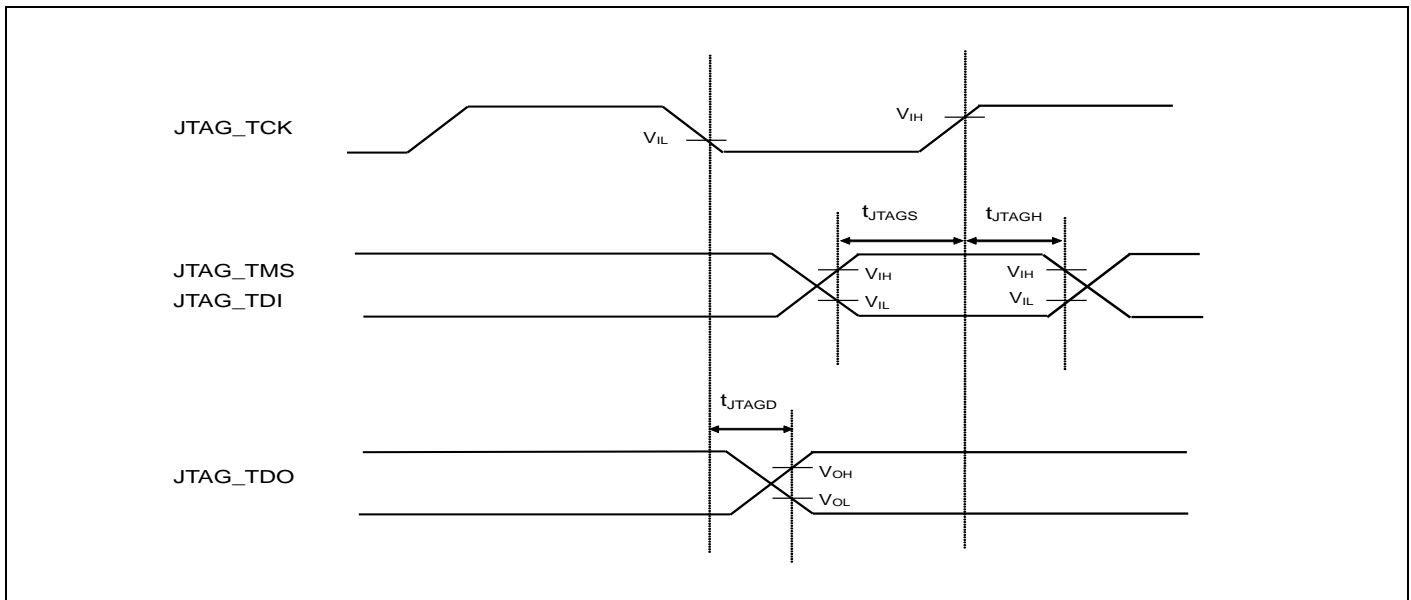 JTAG_TCK
VIL
VIH
tJTAGS
tJTAGH
JTAG_TMS
JTAG_TDI
VIH
VIL
VIH
VIL
tJTAGD
JTAG_TDO
VOH
VOL